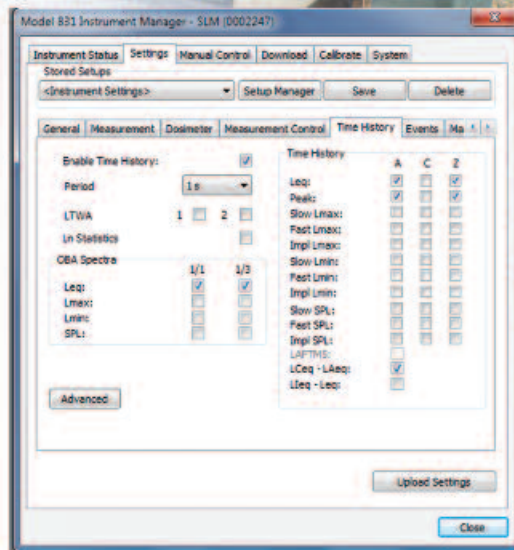 Model 831 Instrument Manager - SLM (0002247)
Instrument Status Settings Manual Control Download Calibrate System
Stored Setups
<Instrument Settings> Setup Manager Save Delete
General Measurement Dosimeter Measurement Control Time History Events Ma
Enable Time History:
Period 1 s
LTWA 1 2
Ln Statistics
OBA Spectra
1/1 1/3
Leq:
Lmax:
Lmin:
SPL:
Advanced
Time History
A C Z
Leq:
Peak:
Slow Lmax:
Fast Lmax:
Impl Lmax:
Slow Lmin:
Fast Lmin:
Impl Lmin:
Slow SPL:
Fast SPL:
Impl SPL:
LAFTM5:
LCeq - LAeq:
LIeq - Leq:
Upload Settings
Close